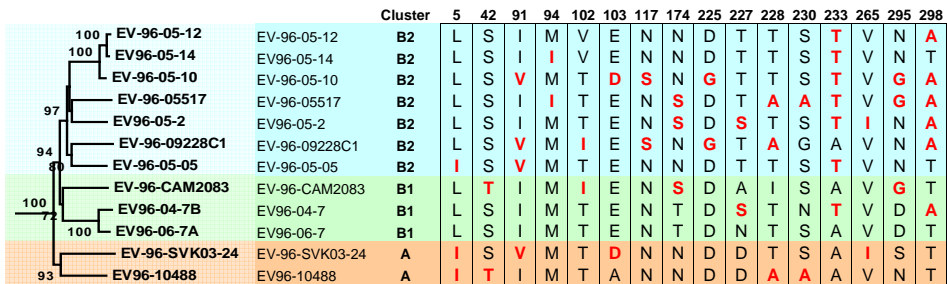 Cluster 5 42 91 94 102 103 117 174 225 227 228 230 233 265 295 298
100 EV-96-05-12 EV-96-05-12 B2 L S I M V E N N D T T S T V N A
100 EV96-05-14 EV96-05-14 B2 L S I I V E N N D T T S T V N T
EV-96-05-10 EV-96-05-10 B2 L S V M T D S N G T T S T V G A
97 EV-96-05517 EV-96-05517 B2 L S I I T E N S D T A A T V G A
EV-96-05-2 EV96-05-2 B2 L S I M T E N S D S T S T I N A
94 EV-96-09228C1 EV-96-09228C1 B2 L S V M I E S N G T A G A V N A
80 EV-96-05-05 EV-96-05-05 B2 I S V M T E N N D T T S T V N T
EV-96-CAM2083 EV-96-CAM2083 B1 L T I M I E N S D A I S A V G T
100 72 EV96-04-7B EV96-04-7 B1 L S I M T E N T D S T N T V D A
100 EV96-06-7A EV-96-06-7 B1 L S I M T E N T D N T S A V D T
EV-96-SVK03-24 EV-96-SVK03-24 A I S V M T D N N D D T S A I S T
93 EV96-10488 EV96-10488 A I T I M T A N N D D A A A V N T